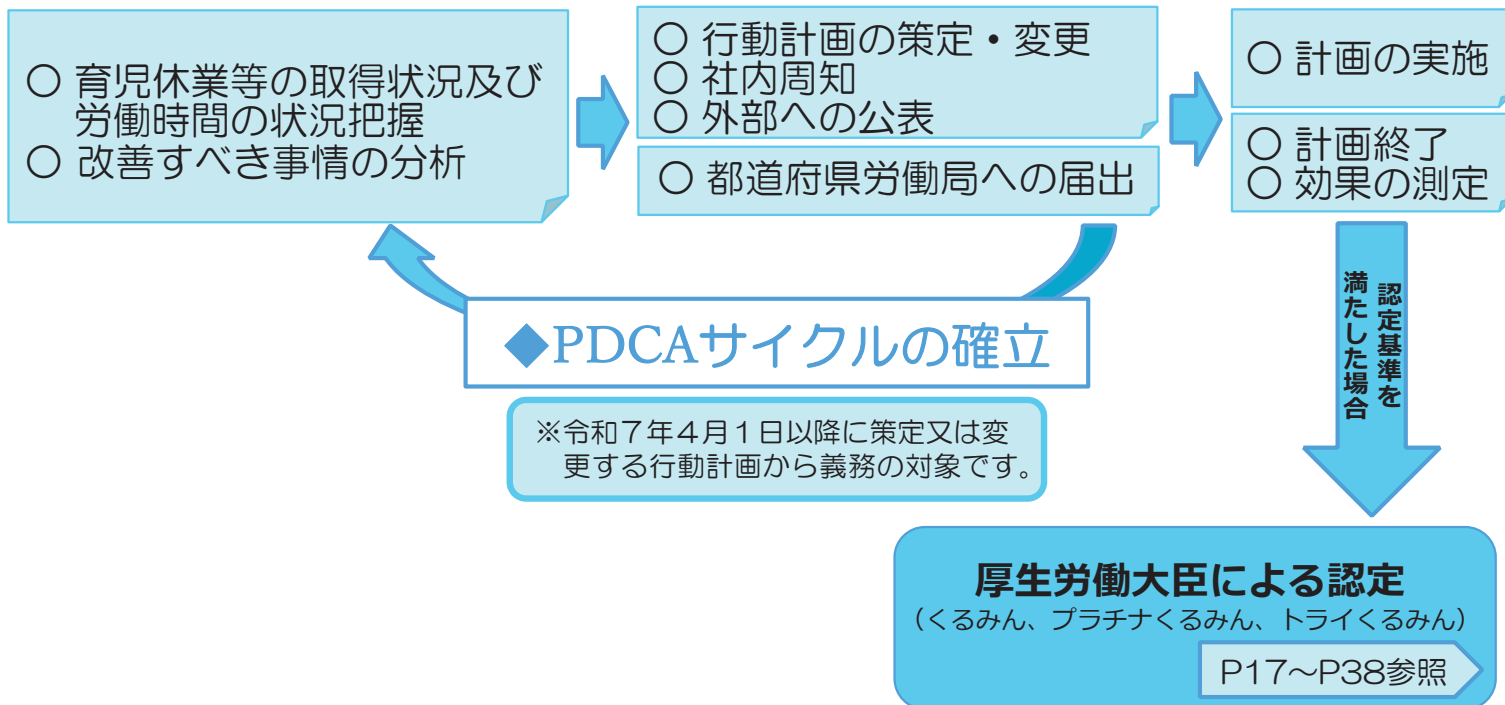 ○ 育児休業等の取得状況及び
労働時間の状況把握
○ 改善すべき事情の分析
○ 行動計画の策定・変更
○ 社内周知
○ 外部への公表
○ 都道府県労働局への届出
○ 計画の実施
○ 計画終了
○ 効果の測定
◆PDCAサイクルの確立
※令和７年４月１日以降に策定又は変
更する行動計画から義務の対象です。
認定基準を
満たした場合
厚生労働大臣による認定
（くるみん、プラチナくるみん、トライくるみん）
P17～P38参照